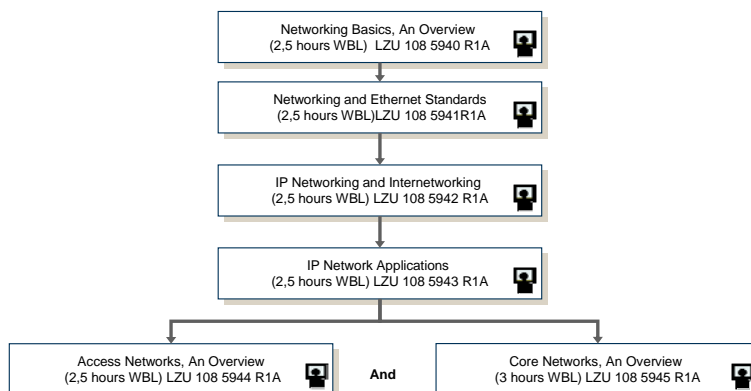 Networking Basics, An Overview
(2,5 hours WBL) LZU 108 5940 R1A
Networking and Ethernet Standards
(2,5 hours WBL)LZU 108 5941R1A
IP Networking and Internetworking
(2,5 hours WBL) LZU 108 5942 R1A
IP Network Applications
(2,5 hours WBL) LZU 108 5943 R1A
Access Networks, An Overview
(2,5 hours WBL) LZU 108 5944 R1A
And
Core Networks, An Overview
(3 hours WBL) LZU 108 5945 R1A